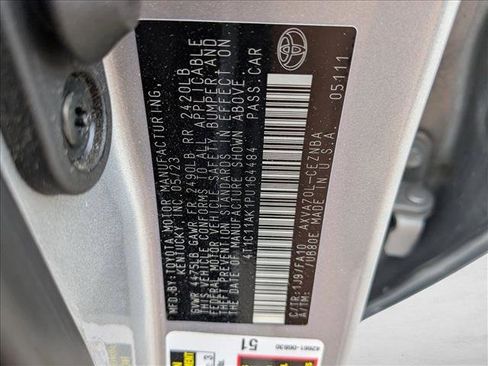 MFD.BY:TOYOTA MOTOR MANUFACTURING,
KENTUCKY INC. 05/23
GVWR 4475LB GAWR FR 2490LB RR 2420LB
THIS VEHICLE CONFORMS TO ALL APPLICABLE
FEDERAL MOTOR VEHICLE SAFETY, BUMPER AND
THEFT PREVENTION STANDARDS IN EFFECT ON
THE DATE OF MANUFACTURE SHOWN ABOVE.
4T1C11AK1PU164484 PASS.CAR
05111
C/TR:1J9/FA10 AXVA70L-CEZNBA
A/TM: -/UB80E MADE IN U.S.A
51